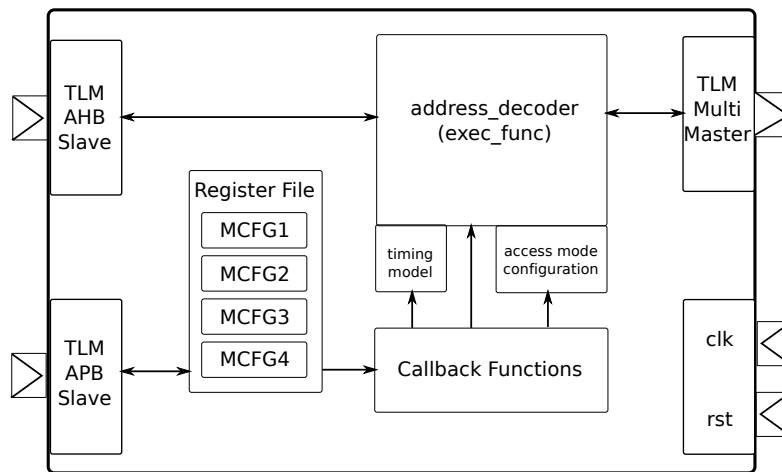 TLM
AHB
Slave
address_decoder
(exec_func)
TLM
Multi
Master
Register File
MCFG1
MCFG2
MCFG3
MCFG4
timing
model
access mode
configuration
TLM
APB
Slave
Callback Functions
clk
rst